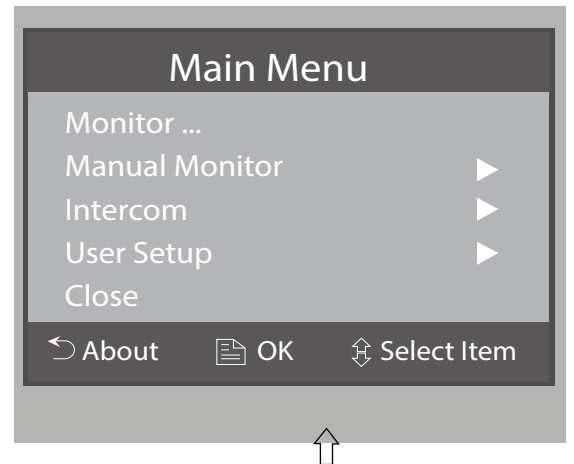 Main Menu
Monitor ...
Manual Monitor
Intercom
User Setup
Close
About OK Select Item